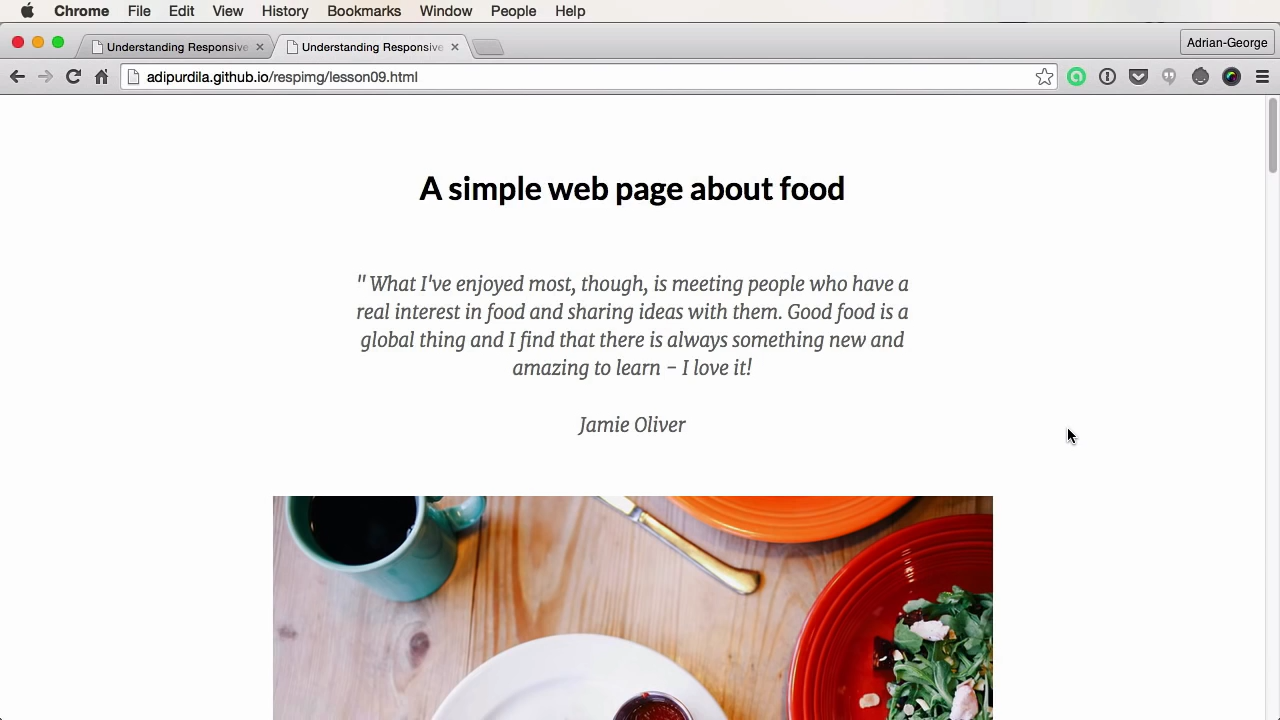 Chrome File Edit View History Bookmarks Window People Help
Understanding Responsive Understanding Responsive Adrian-George
adipurdila.github.io/respimg/lesson09.html
A simple web page about food
" What I've enjoyed most, though, is meeting people who have a
real interest in food and sharing ideas with them. Good food is a
global thing and I find that there is always something new and
amazing to learn – I love it!
Jamie Oliver